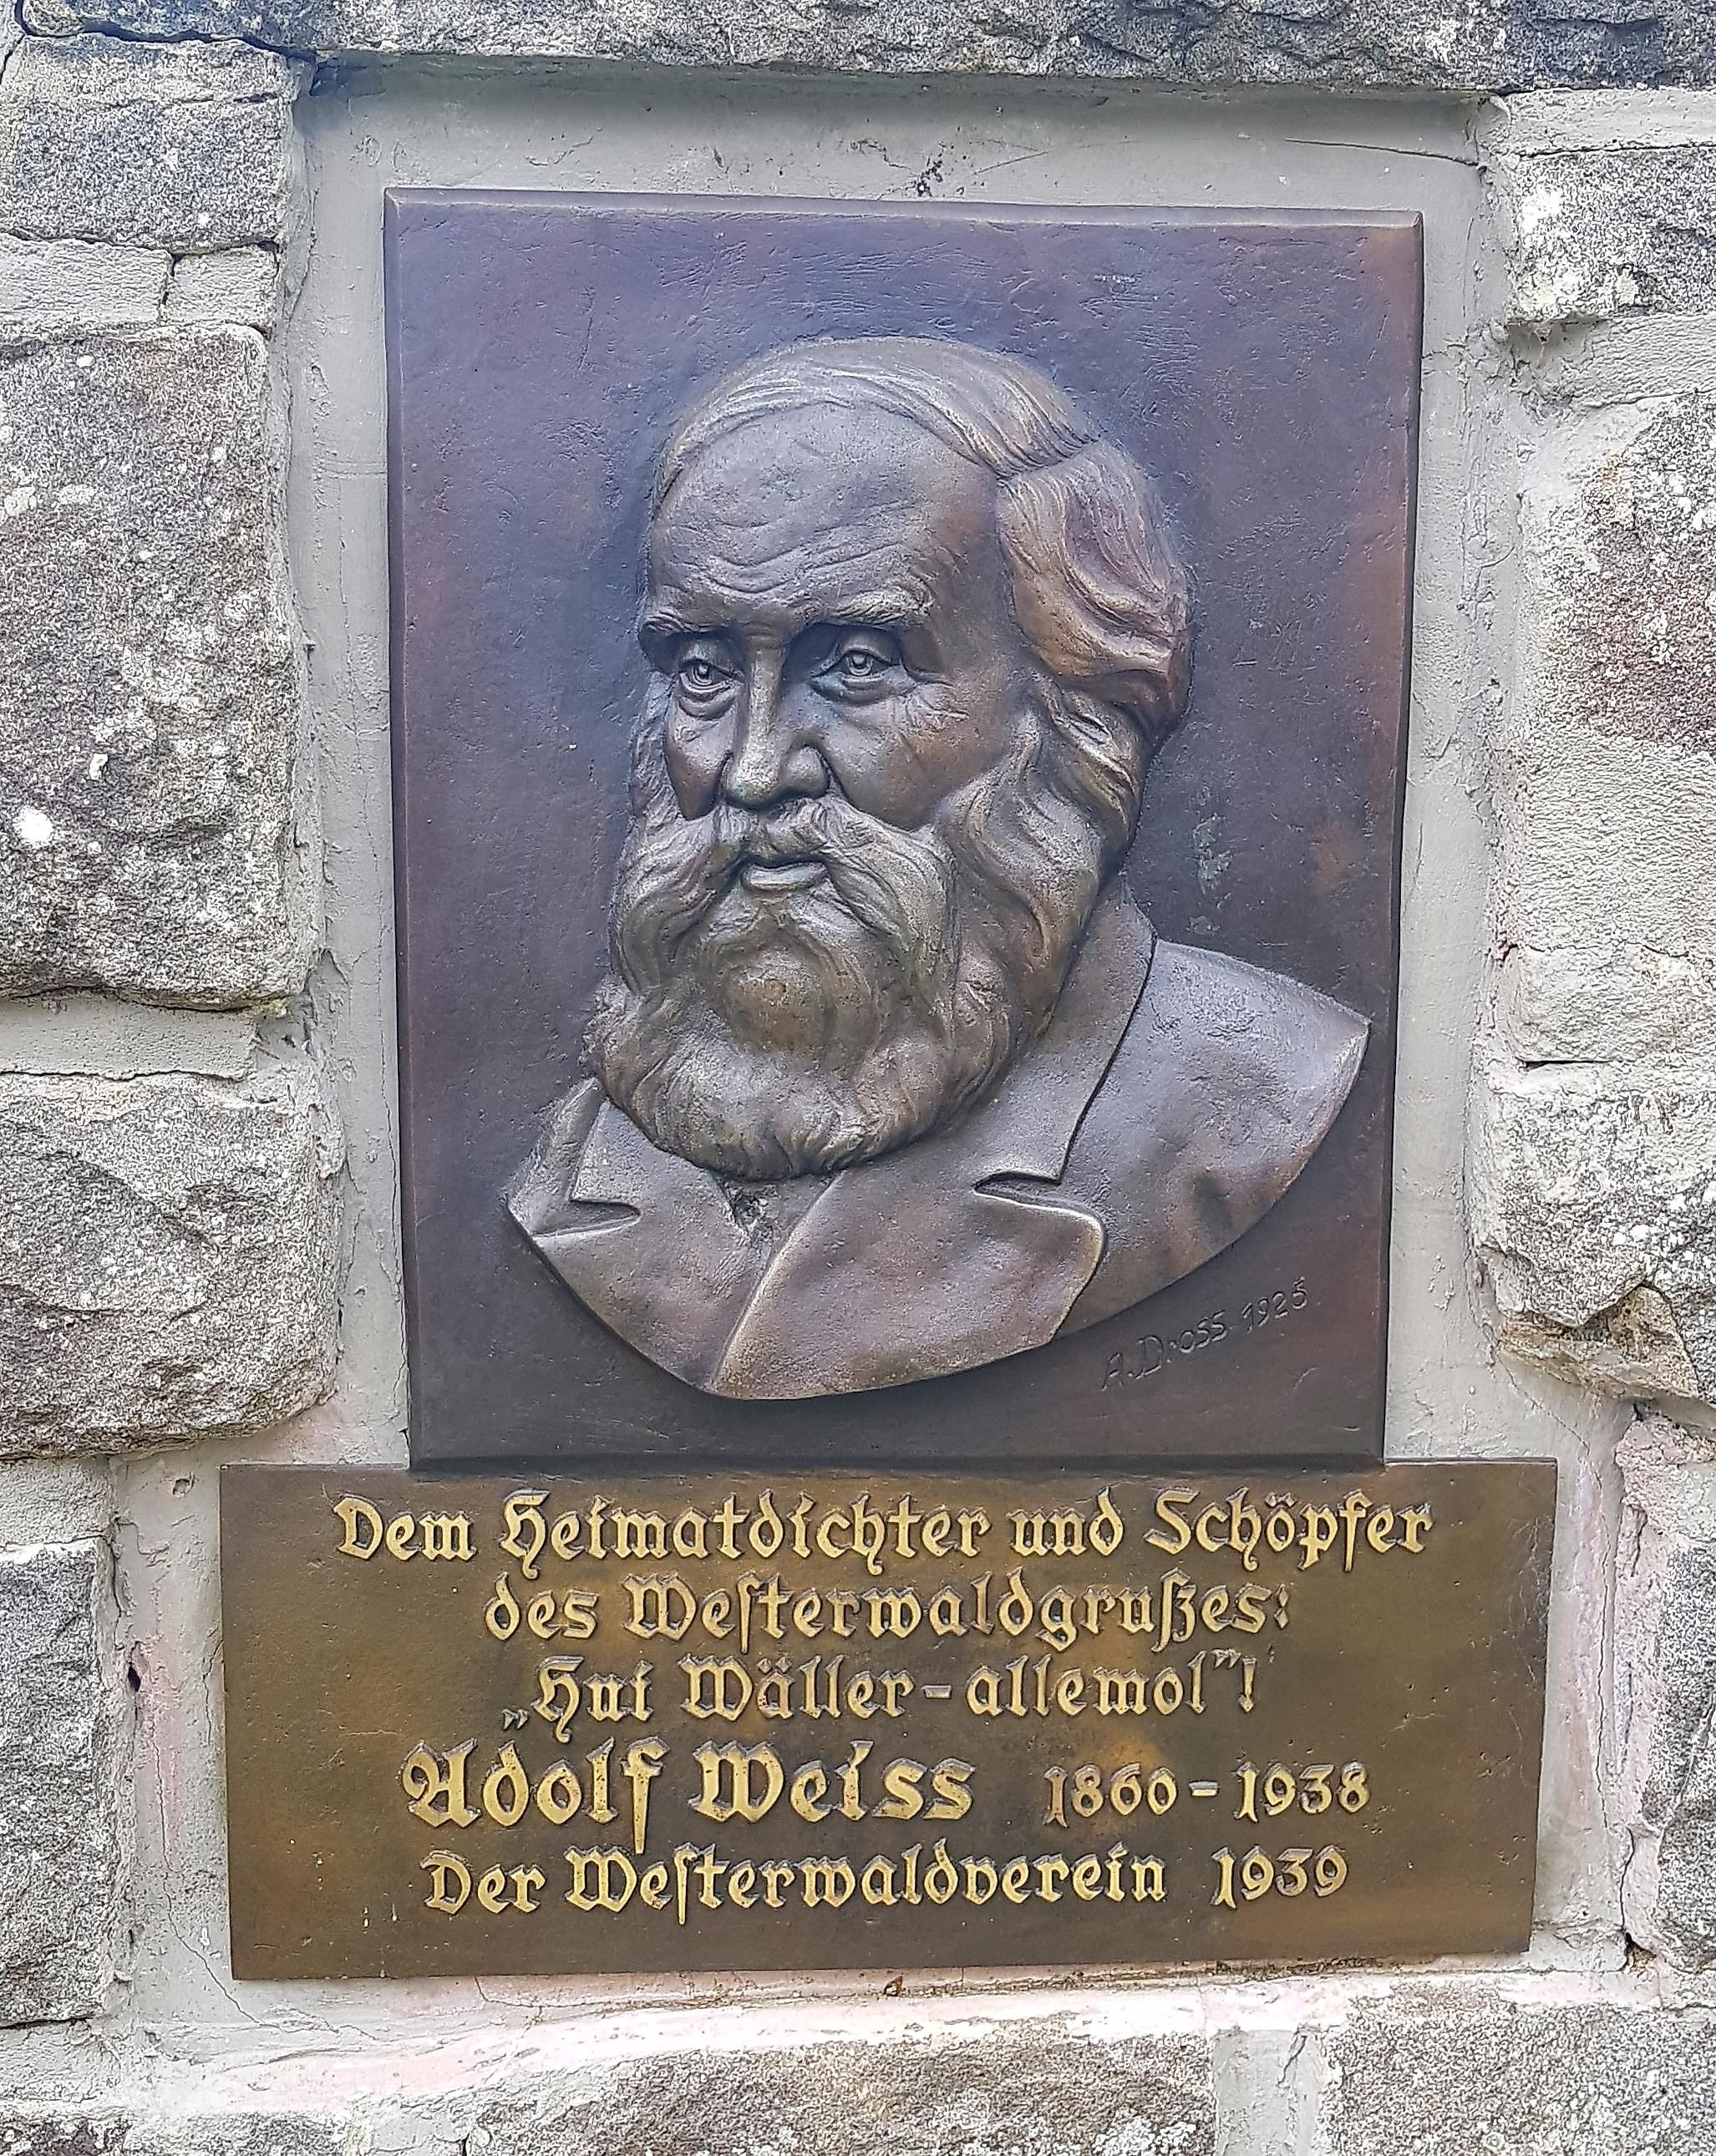 A. Dross 1925
Dem Heimatdichter und Schöpfer
des Weſterwaldgrußes:
„Hui Wäller-allemol"!
Adolf Weiss 1860-1938
Der Weſterwaldverein 1939